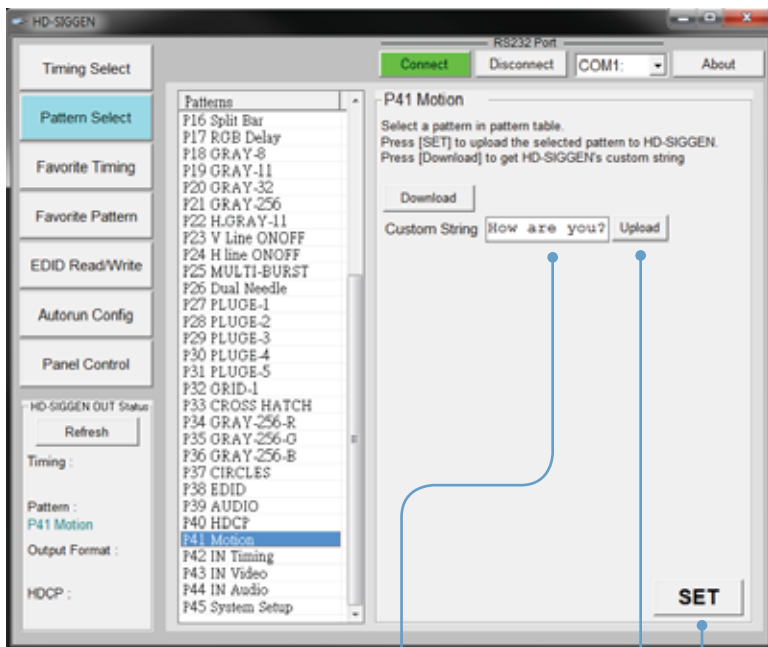 HD-SIGGEN
RS232 Port
Timing Select
Connect
Disconnect
COM1:
About
Pattern Select
Favorite Timing
Favorite Pattern
EDID Read/Write
Autorun Config
Panel Control
HD-SIGGEN OUT Status
Refresh
Timing :
Pattern :
P41 Motion
Output Format :
HDCP :
Patterns
P16 Split Bar
P17 RGB Delay
P18 GRAY-8
P19 GRAY-11
P20 GRAY-32
P21 GRAY-256
P22 H.GRAY-11
P23 V Line ONOFF
P24 H line ONOFF
P25 MULTI-BURST
P26 Dual Needle
P27 PLUGE-1
P28 PLUGE-2
P29 PLUGE-3
P30 PLUGE-4
P31 PLUGE-5
P32 GRID-1
P33 CROSS HATCH
P34 GRAY-256-R
P35 GRAY-256-G
P36 GRAY-256-B
P37 CIRCLES
P38 EDID
P39 AUDIO
P40 HDCP
P41 Motion
P42 IN Timing
P43 IN Video
P44 IN Audio
P45 System Setup
P41 Motion
Select a pattern in pattern table.
Press [SET] to upload the selected pattern to HD-SIGGEN.
Press [Download] to get HD-SIGGEN's custom string
Download
Custom String How are you? Upload
SET